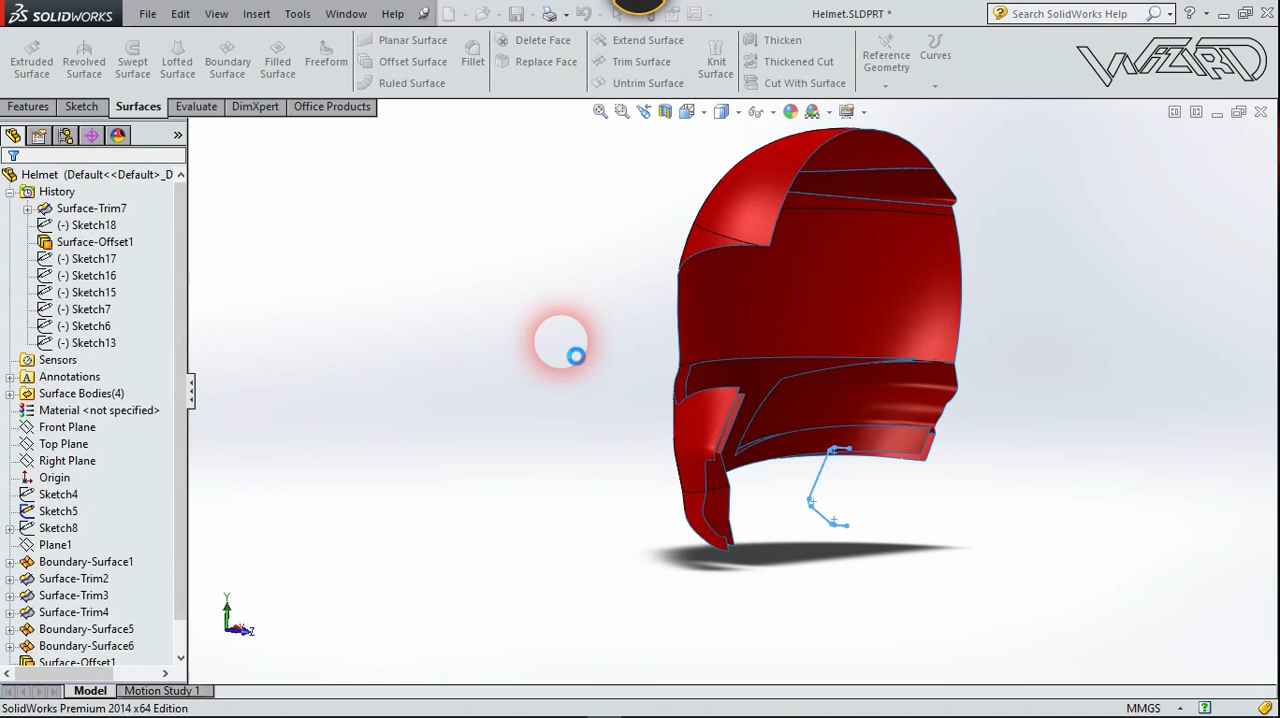 SOLIDWORKS File Edit View Insert Tools Window Help Helmet.SLDPRT * Search SolidWorks Help
Extruded Surface
Revolved Surface
Swept Surface
Lofted Surface
Boundary Surface
Filled Surface
Freeform
Planar Surface
Offset Surface
Ruled Surface
Fillet
Delete Face
Replace Face
Extend Surface
Trim Surface
Untrim Surface
Knit Surface
Thicken
Thickened Cut
Cut With Surface
Reference Geometry
Curves
WIZARD
Features Sketch Surfaces Evaluate DimXpert Office Products
Helmet (Default<<Default>_D
History
Surface-Trim7
(-) Sketch18
Surface-Offset1
(-) Sketch17
(-) Sketch16
(-) Sketch15
(-) Sketch7
(-) Sketch6
(-) Sketch13
Sensors
Annotations
Surface Bodies(4)
Material <not specified>
Front Plane
Top Plane
Right Plane
Origin
Sketch4
Sketch5
Sketch8
Plane1
Boundary-Surface1
Surface-Trim2
Surface-Trim3
Surface-Trim4
Boundary-Surface5
Boundary-Surface6
Surface-Offset1
Y
X
Z
Model Motion Study 1
SolidWorks Premium 2014 x64 Edition MMGS